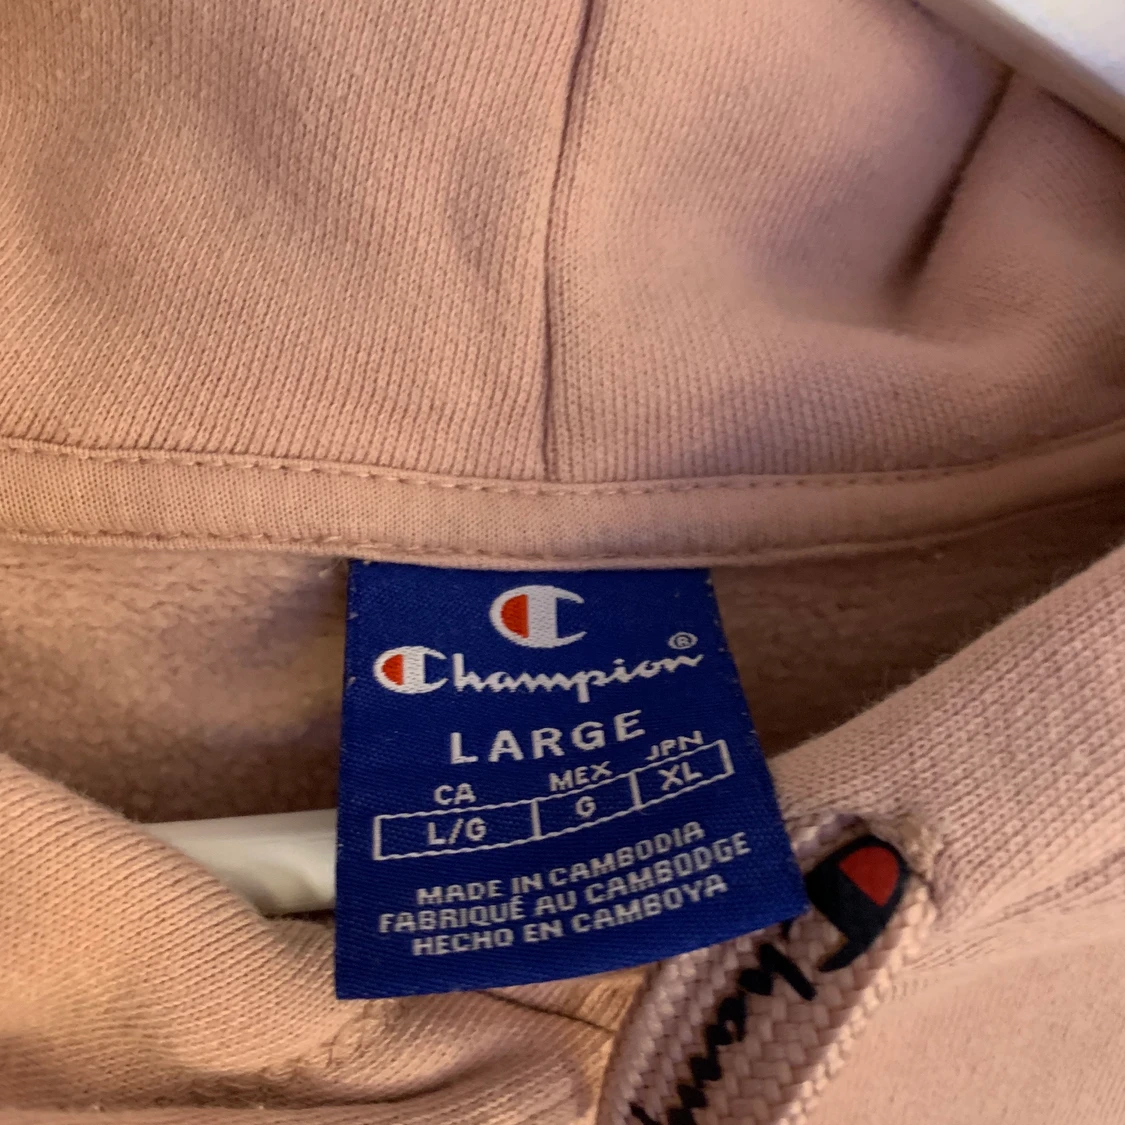 Champion®
LARGE
CA MEX JPN
L/G G XL
MADE IN CAMBODIA
FABRIQUÉ AU CAMBODGE
HECHO EN CAMBOYA